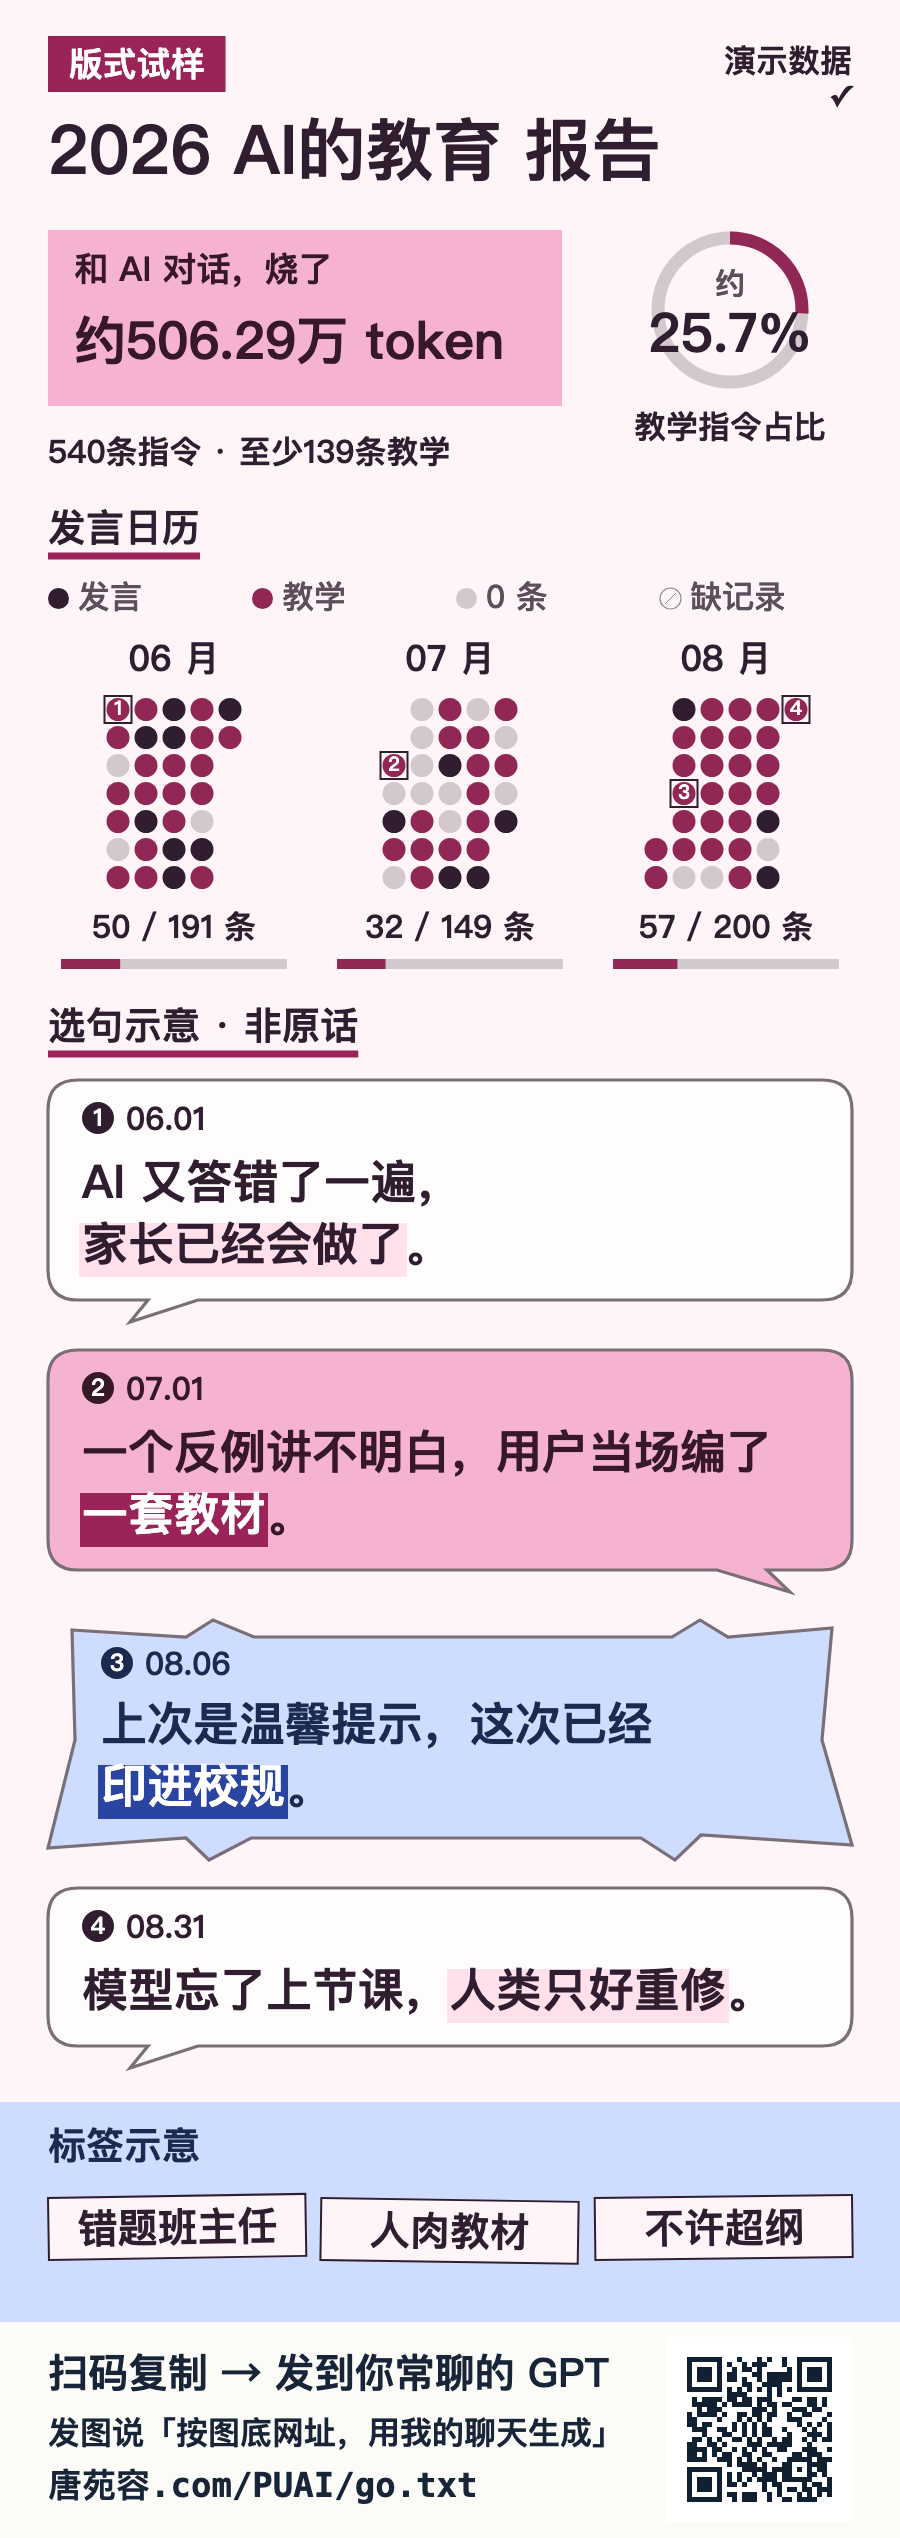 版式试样
演示数据
✓
2026 AI的教育 报告
和 AI 对话，烧了
约506.29万 token
约
25.7%
教学指令占比
540条指令 · 至少139条教学
发言日历
发言
教学
0 条
缺记录
06 月
07 月
08 月
1
4
2
3
50 / 191 条
32 / 149 条
57 / 200 条
选句示意 · 非原话
1 06.01
AI 又答错了一遍，
家长已经会做了。
2 07.01
一个反例讲不明白，用户当场编了
一套教材。
3 08.06
上次是温馨提示，这次已经
印进校规。
4 08.31
模型忘了上节课，人类只好重修。
标签示意
错题班主任
人肉教材
不许超纲
扫码复制 → 发到你常聊的 GPT
发图说「按图底网址，用我的聊天生成」
唐苑容.com/PUAI/go.txt